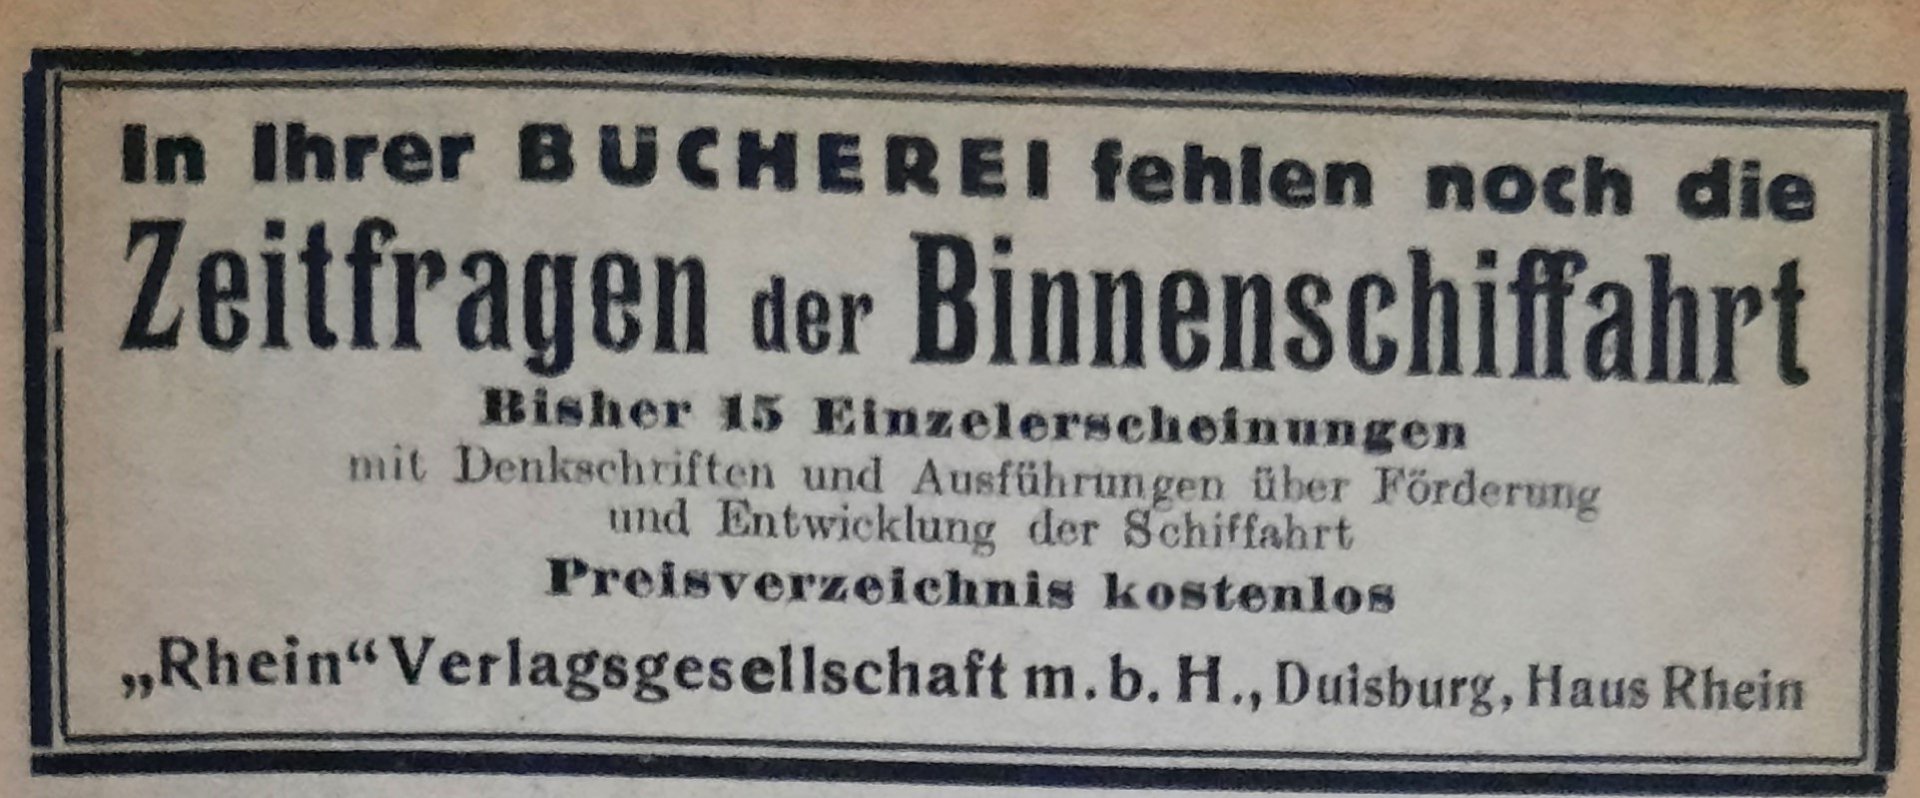 In Ihrer BÜCHEREI fehlen noch die
Zeitfragen der Binnenschiffahrt
Bisher 15 Einzelerscheinungen
mit Denkschriften und Ausführungen über Förderung
und Entwicklung der Schiffahrt
Preisverzeichnis kostenlos
„Rhein“ Verlagsgesellschaft m. b. H., Duisburg, Haus Rhein